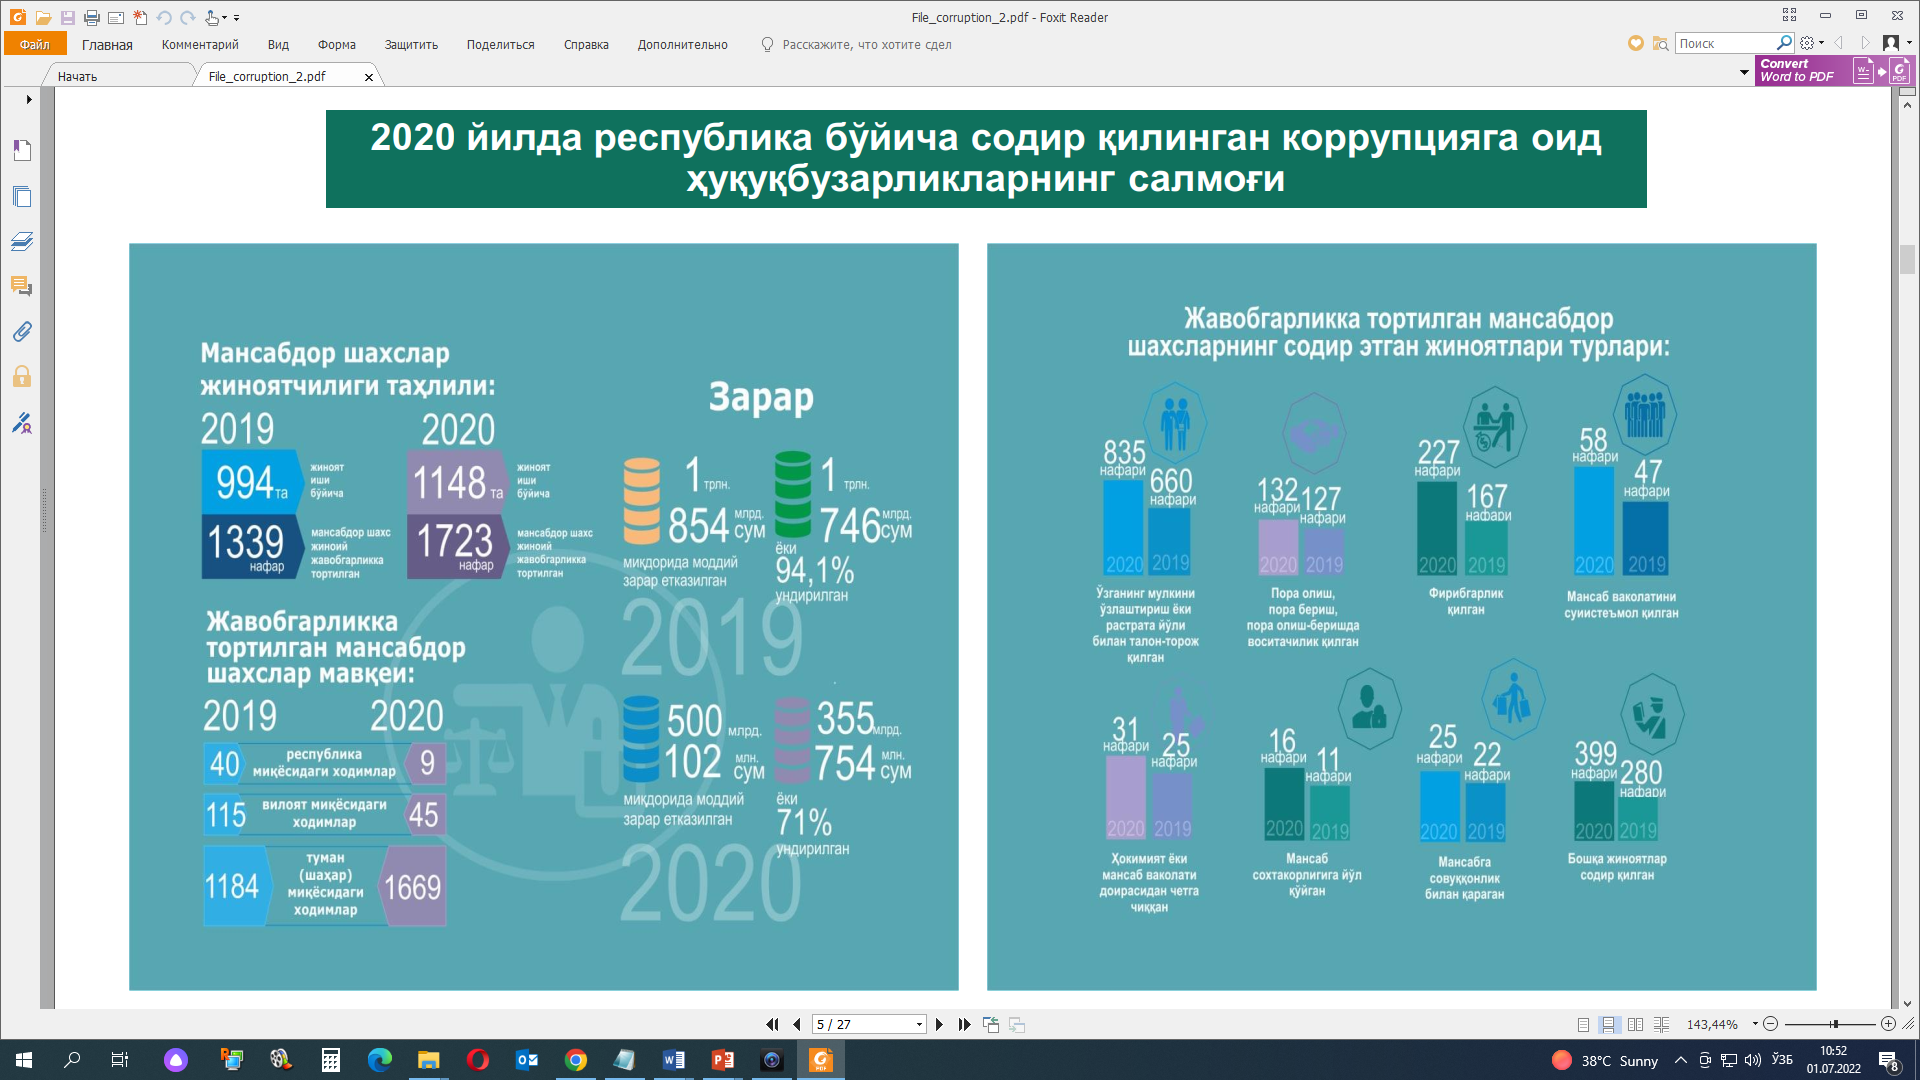 File_corruption_2.pdf - Foxit Reader
Файл
Главная
Комментарий
Вид
Форма
Защитить
Поделиться
Справка
Дополнительно
Расскажите, что хотите сдел
Поиск
Начать
File_corruption_2.pdf
Convert
Word to PDF
2020 йилда республика бўйича содир қилинган коррупцияга оид
ҳуқуқбузарликларнинг салмоғи
Мансабдор шахслар
жиноятчилиги таҳлили:
2019
2020
994 та
жиноят
иши
бўйича
1148 та
жиноят
иши
бўйича
1339
нафар
мансабдор шахс
жиноий
жавобгарликка
тортилган
1723
нафар
мансабдор шахс
жиноий
жавобгарликка
тортилган
Жавобгарликка
тортилган мансабдор
шахслар мавқеи:
2019
2020
40
республика
миқёсидаги ходимлар
9
115
вилоят миқёсидаги
ходимлар
45
1184
туман
(шаҳар)
миқёсидаги
ходимлар
1669
Зарар
1 трлн.
854 млрд. сум
миқдорида моддий
зарар етказилган
1 трлн.
746 млрд. сум
ёки
94,1%
ундирилган
2019
500 млрд.
102 млн. сум
миқдорида моддий
зарар етказилган
355 млрд.
754 млн. сум
ёки
71%
ундирилган
2020
Жавобгарликка тортилган мансабдор
шахсларнинг содир этган жиноятлари турлари:
835
нафари
660
нафари
2020
2019
Ўзганинг мулкини
ўзлаштириш ёки
растрата йўли
билан талон-торож
қилган
132
нафари
127
нафари
2020
2019
Пора олиш,
пора бериш,
пора олиш-беришда
воситачилик қилган
227
нафари
167
нафари
2020
2019
Фирибгарлик
қилган
58
нафари
47
нафари
2020
2019
Мансаб ваколатини
суиистеъмол қилган
31
нафари
25
нафари
2020
2019
Ҳокимият ёки
мансаб ваколати
доирасидан четга
чиққан
16
нафари
11
нафари
2020
2019
Мансаб
сохтакорлигига йўл
қўйган
25
нафари
22
нафари
2020
2019
Мансабга
совуққонлик
билан қараган
399
нафари
280
нафари
2020
2019
Бошқа жиноятлар
содир қилган
5 / 27
143,44%
38°C Sunny
ЎЗБ
10:52
01.07.2022
8